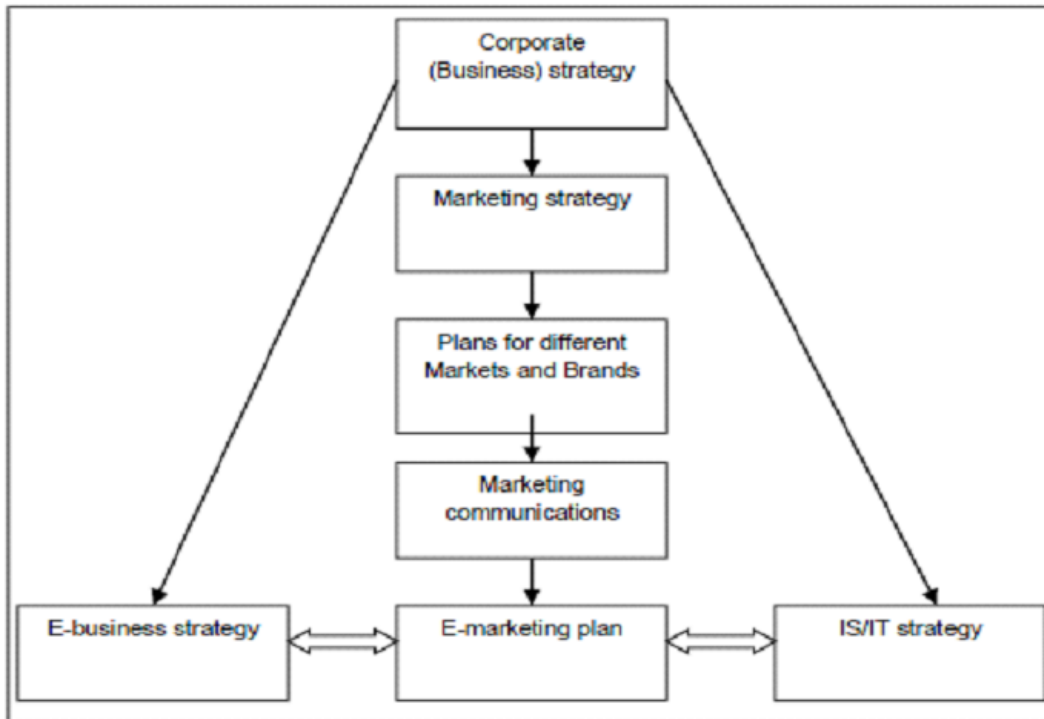 Corporate
(Business) strategy
Marketing strategy
Plans for different
Markets and Brands
Marketing
communications
E-business strategy
E-marketing plan
IS/IT strategy